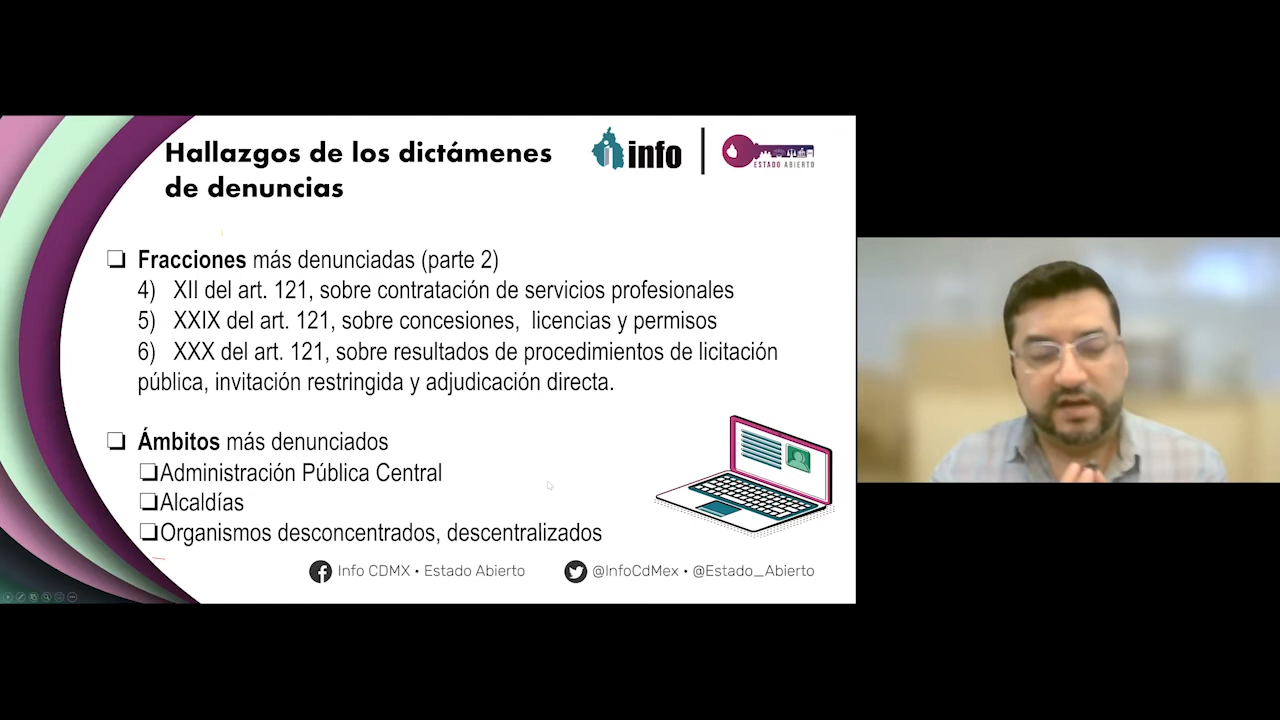 Hallazgos de los dictámenes
de denuncias
info
ESTADO ABIERTO
❑ Fracciones más denunciadas (parte 2)
4) XII del art. 121, sobre contratación de servicios profesionales
5) XXIX del art. 121, sobre concesiones, licencias y permisos
6) XXX del art. 121, sobre resultados de procedimientos de licitación
pública, invitación restringida y adjudicación directa.
❑ Ámbitos más denunciados
❑Administración Pública Central
❑Alcaldías
❑Organismos desconcentrados, descentralizados
Info CDMX • Estado Abierto
@InfoCdMex • @Estado_Abierto